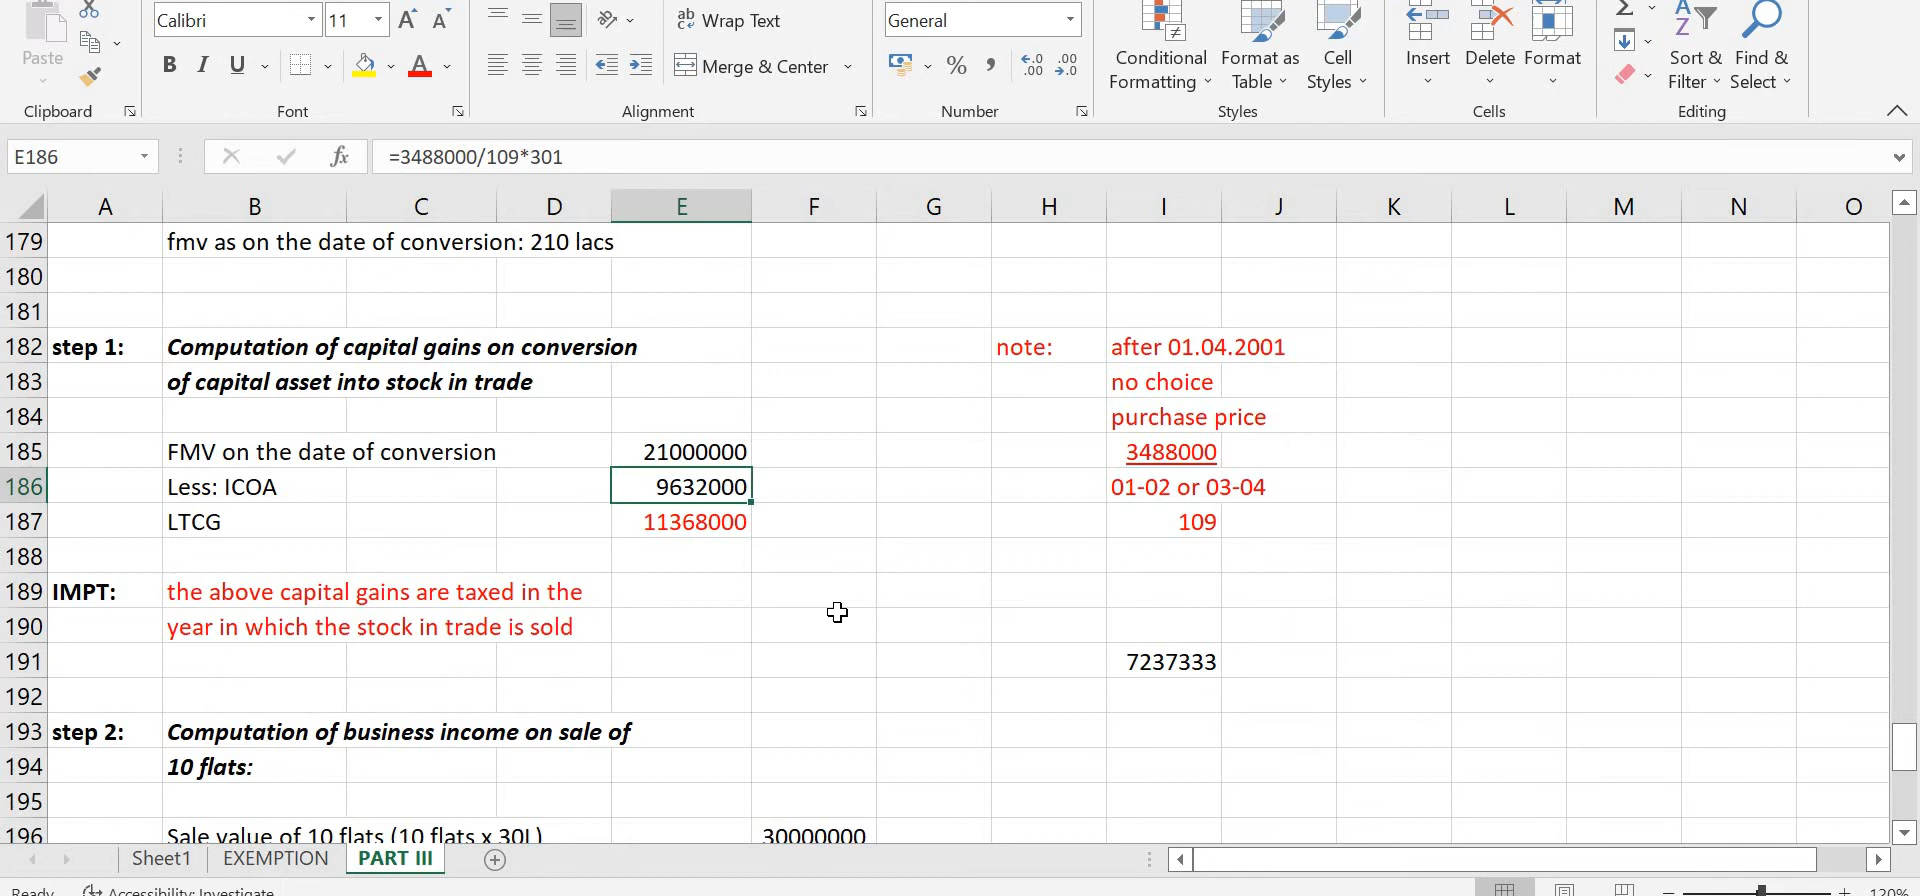 Calibri 11 Wrap Text General
Paste B I U Merge & Center % Conditional Formatting Format as Table Cell Styles Insert Delete Format Sort & Filter Find & Select
Clipboard Font Alignment Number Styles Cells Editing
E186 fx =3488000/109*301
A B C D E F G H I J K L M N O
179 fmv as on the date of conversion: 210 lacs
180
181
182 step 1: Computation of capital gains on conversion note: after 01.04.2001
183 of capital asset into stock in trade no choice
184 purchase price
185 FMV on the date of conversion 21000000 3488000
186 Less: ICOA 9632000 01-02 or 03-04
187 LTCG 11368000 109
188
189 IMPT: the above capital gains are taxed in the
190 year in which the stock in trade is sold
191 7237333
192
193 step 2: Computation of business income on sale of
194 10 flats:
195
196 Sale value of 10 flats (10 flats x 30L) 30000000
Sheet1 EXEMPTION PART III
Ready Accessibility: Investigate 120%